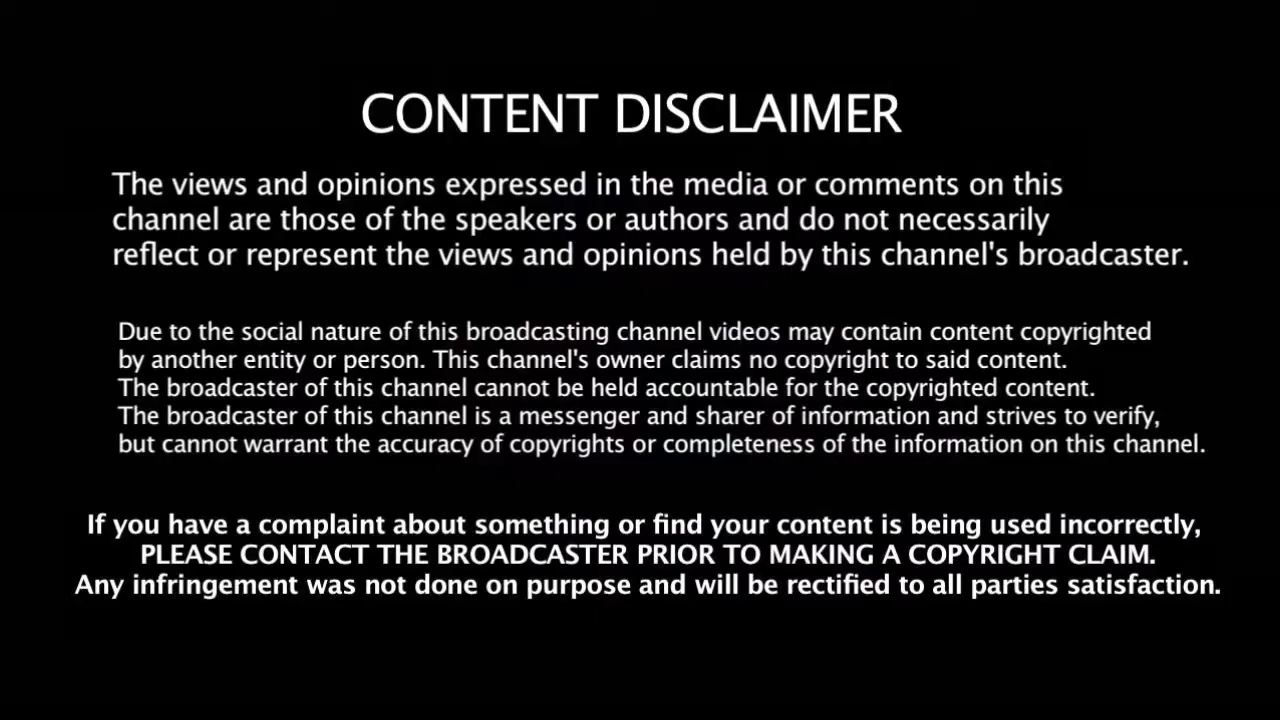 CONTENT DISCLAIMER
The views and opinions expressed in the media or comments on this
channel are those of the speakers or authors and do not necessarily
reflect or represent the views and opinions held by this channel's broadcaster.
Due to the social nature of this broadcasting channel videos may contain content copyrighted
by another entity or person. This channel's owner claims no copyright to said content.
The broadcaster of this channel cannot be held accountable for the copyrighted content.
The broadcaster of this channel is a messenger and sharer of information and strives to verify,
but cannot warrant the accuracy of copyrights or completeness of the information on this channel.
If you have a complaint about something or find your content is being used incorrectly,
PLEASE CONTACT THE BROADCASTER PRIOR TO MAKING A COPYRIGHT CLAIM.
Any infringement was not done on purpose and will be rectified to all parties satisfaction.